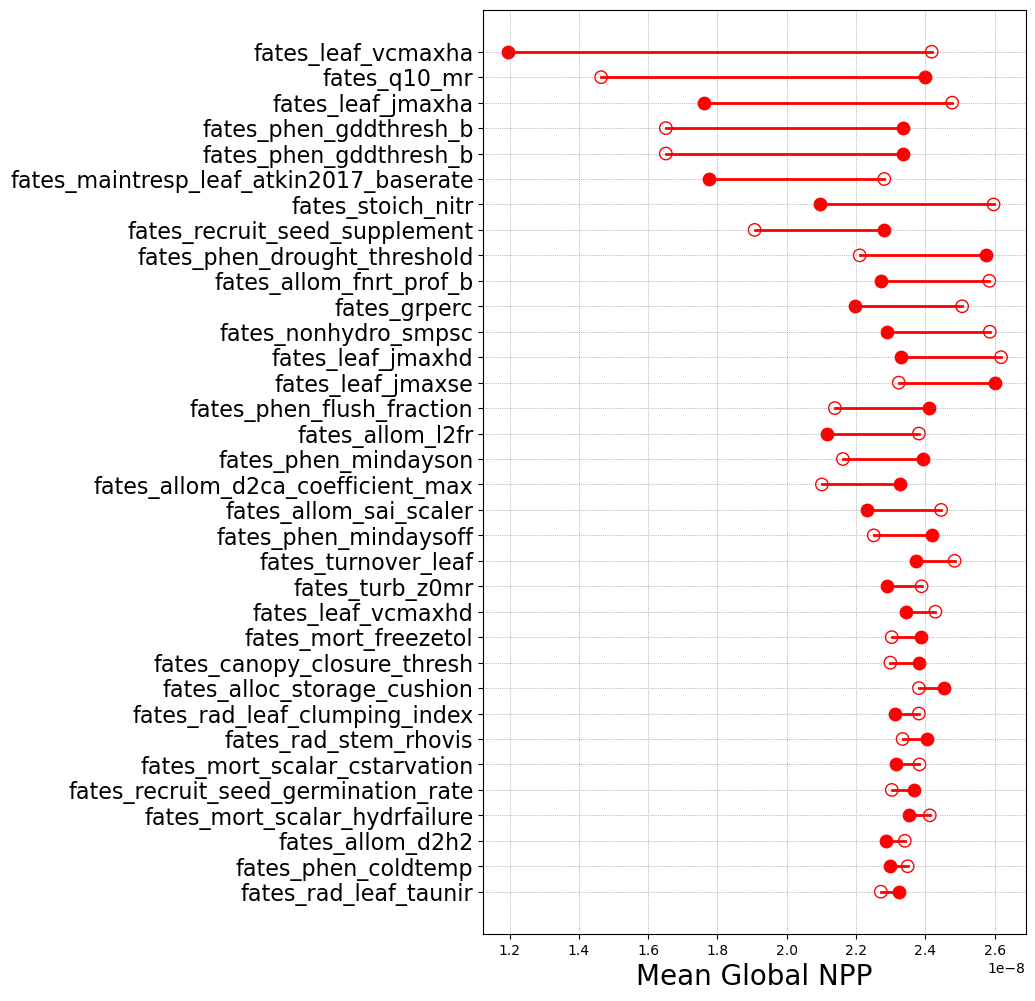 fates_leaf_vcmaxha
fates_q10_mr
fates_leaf_jmaxha
fates_phen_gddthresh_b
fates_phen_gddthresh_b
fates_maintresp_leaf_atkin2017_baserate
fates_stoich_nitr
fates_recruit_seed_supplement
fates_phen_drought_threshold
fates_allom_fnrt_prof_b
fates_grperc
fates_nonhydro_smpsc
fates_leaf_jmaxhd
fates_leaf_jmaxse
fates_phen_flush_fraction
fates_allom_l2fr
fates_phen_mindayson
fates_allom_d2ca_coefficient_max
fates_allom_sai_scaler
fates_phen_mindaysoff
fates_turnover_leaf
fates_turb_z0mr
fates_leaf_vcmaxhd
fates_mort_freezetol
fates_canopy_closure_thresh
fates_alloc_storage_cushion
fates_rad_leaf_clumping_index
fates_rad_stem_rhovis
fates_mort_scalar_cstarvation
fates_recruit_seed_germination_rate
fates_mort_scalar_hydrfailure
fates_allom_d2h2
fates_phen_coldtemp
fates_rad_leaf_taunir
1.2 1.4 1.6 1.8 2.0 2.2 2.4 2.6
1e−8
Mean Global NPP